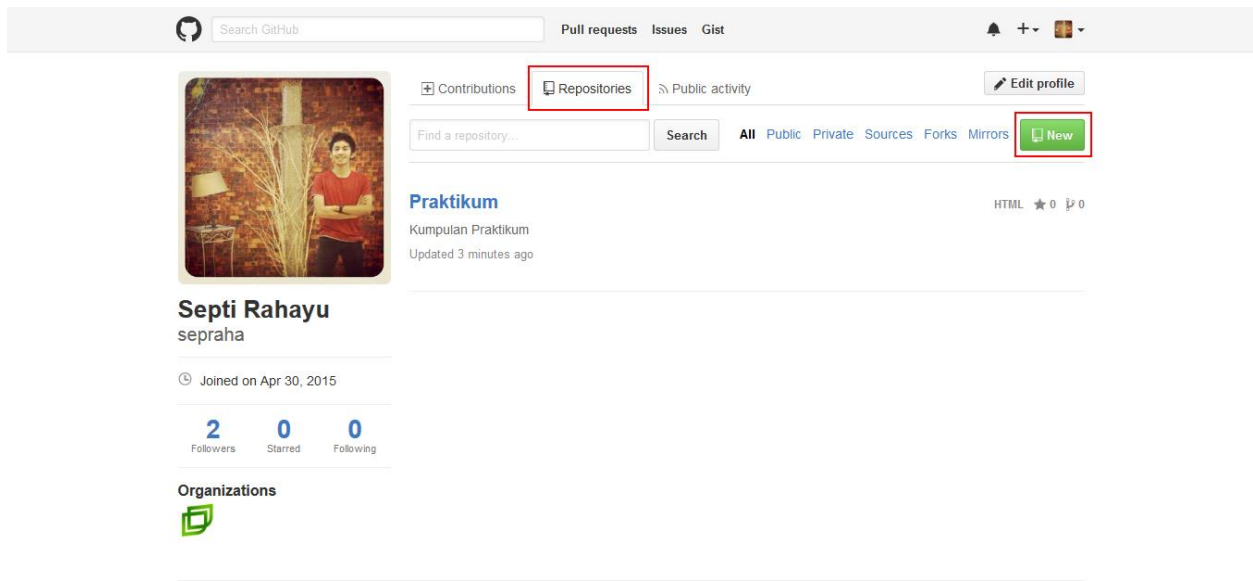 Search GitHub Pull requests Issues Gist
Contributions Repositories Public activity Edit profile
Find a repository... Search All Public Private Sources Forks Mirrors New
Praktikum HTML 0 0
Kumpulan Praktikum
Updated 3 minutes ago
Septi Rahayu
sepraha
Joined on Apr 30, 2015
2 0 0
Followers Starred Following
Organizations